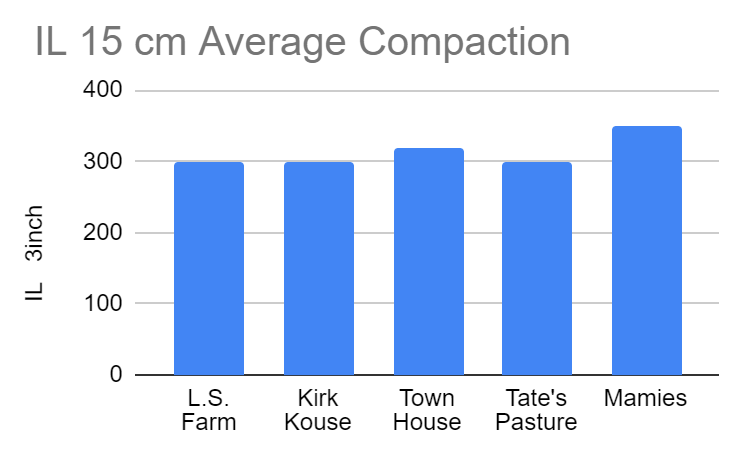 IL 15 cm Average Compaction
400
300
200
100
0
IL   3inch
L.S.
Farm
Kirk
Kouse
Town
House
Tate's
Pasture
Mamies